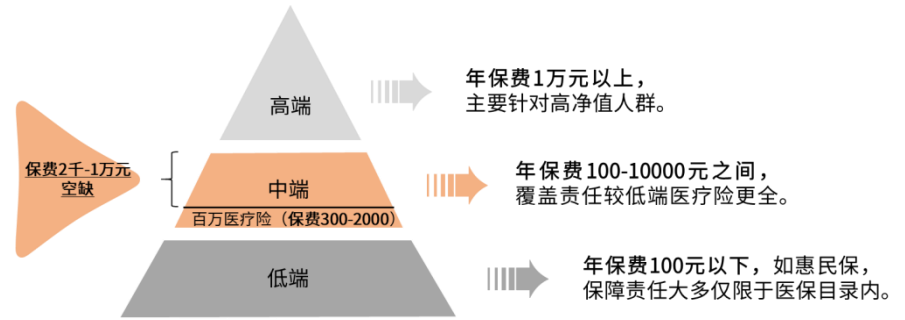 高端
年保费1万元以上，
主要针对高净值人群。
保费2千-1万元
空缺
中端
百万医疗险（保费300-2000）
年保费100-10000元之间，
覆盖责任较低端医疗险更全。
低端
年保费100元以下，如惠民保，
保障责任大多仅限于医保目录内。